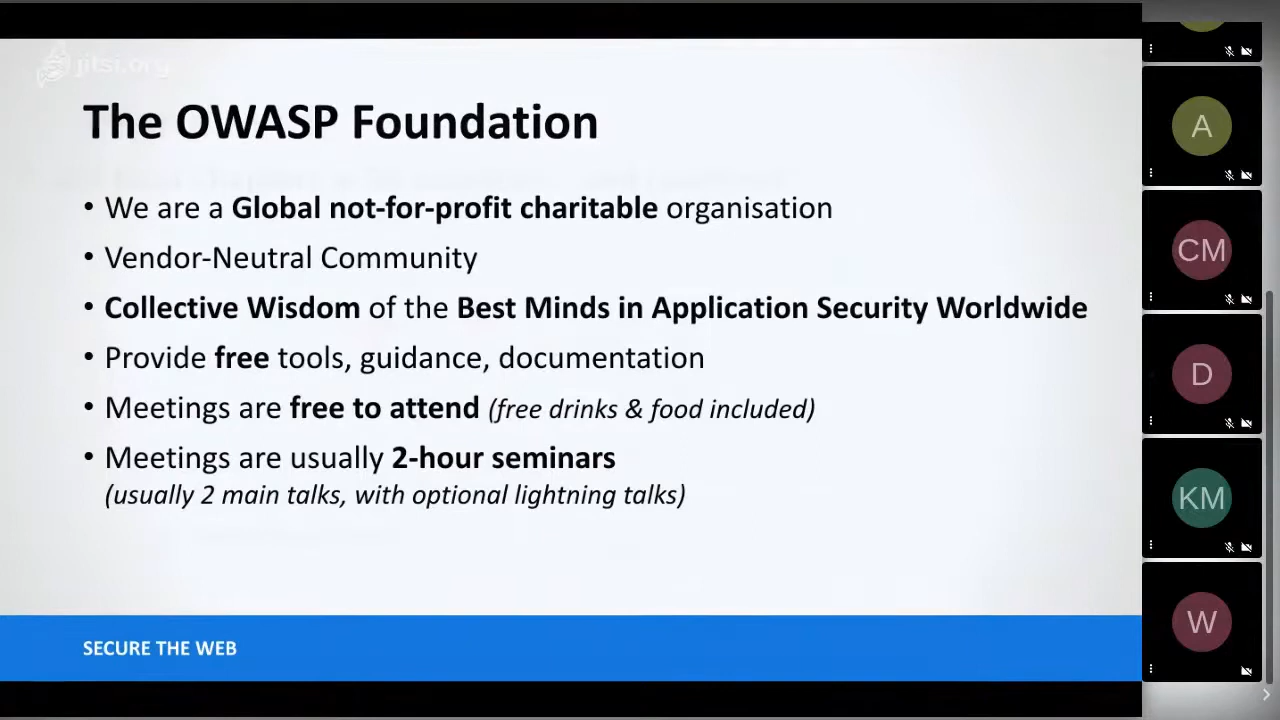 jitsi.org
The OWASP Foundation
• We are a Global not-for-profit charitable organisation
• Vendor-Neutral Community
• Collective Wisdom of the Best Minds in Application Security Worldwide
• Provide free tools, guidance, documentation
• Meetings are free to attend (free drinks & food included)
• Meetings are usually 2-hour seminars
(usually 2 main talks, with optional lightning talks)
SECURE THE WEB
A
CM
D
KM
W